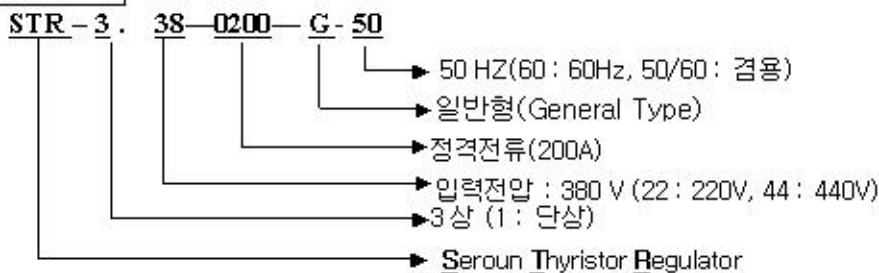 STR-3. 38-0200-G-50
50 HZ(60 : 60Hz, 50/60 : 겸용)
일반형(General Type)
정격전류(200A)
입력전압 : 380 V (22 : 220V, 44 : 440V)
3상 (1 : 단상)
Seroun Thyristor Regulator